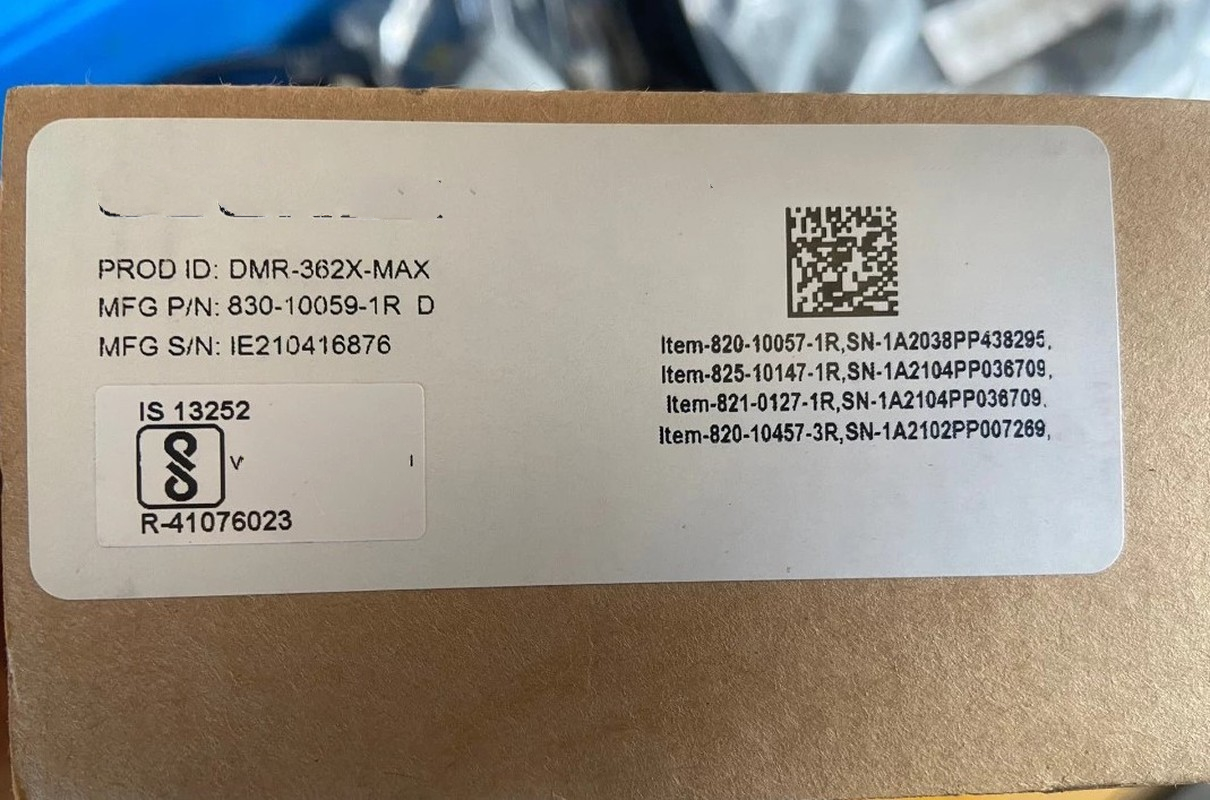 PROD ID: DMR-362X-MAX
MFG P/N: 830-10059-1R D
MFG S/N: IE210416876
IS 13252
R-41076023
Item-820-10057-1R,SN-1A2038PP438295,
Item-825-10147-1R,SN-1A2104PP036709,
Item-821-0127-1R,SN-1A2104PP036709.
Item-820-10457-3R,SN-1A2102PP007269,